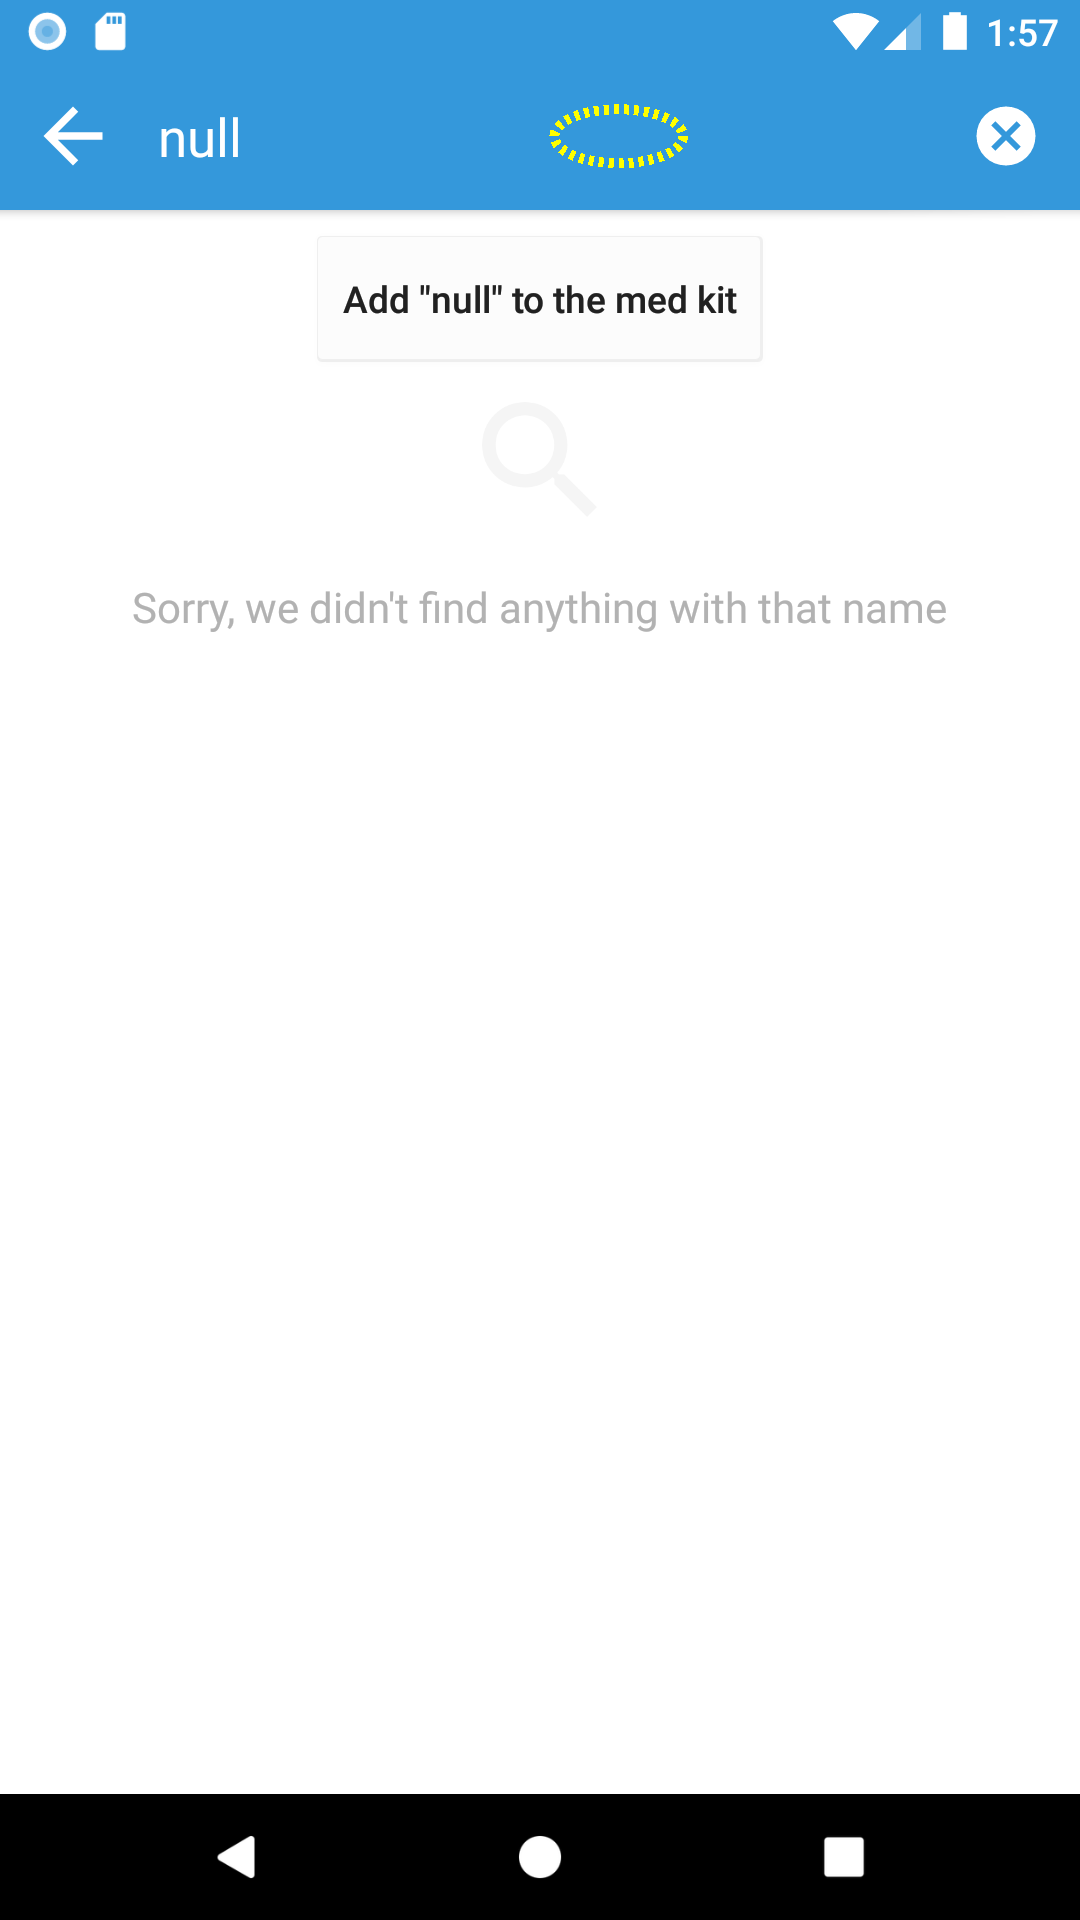 1:57
null
Add "null" to the med kit
Sorry, we didn't find anything with that name